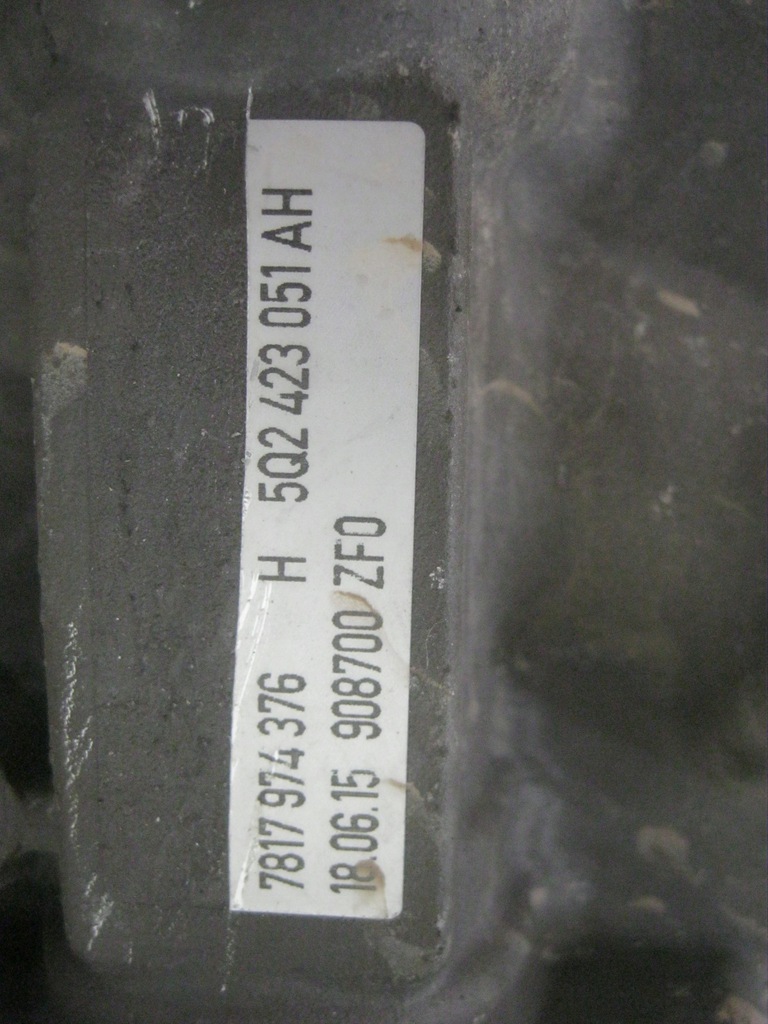 7817 974 376 H 5Q2 423 051 AH
18.06.15 908700 ZF0